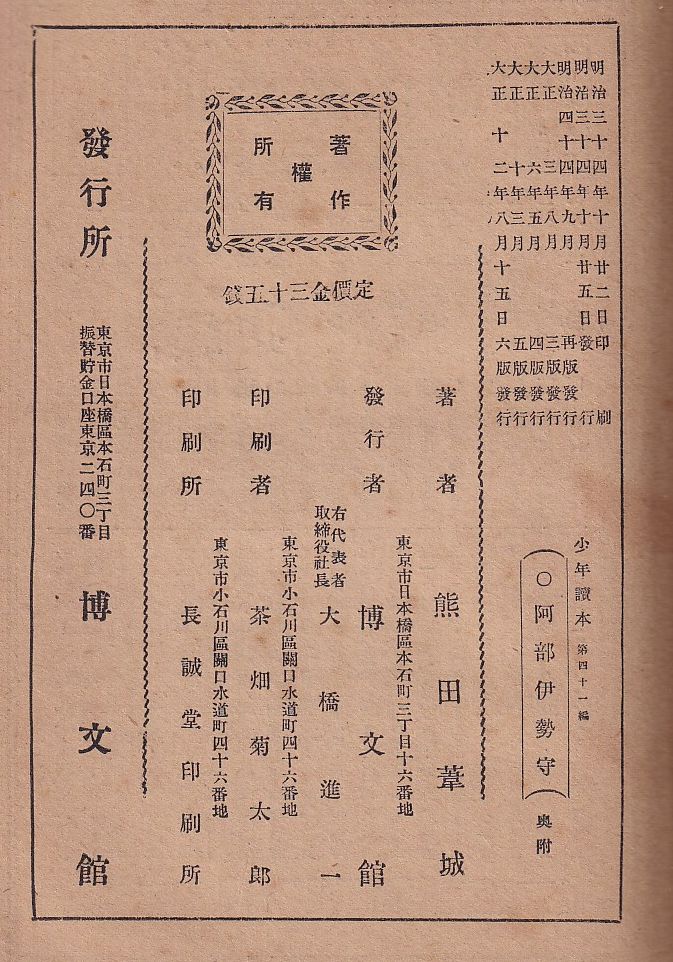 明治三十四年十月廿二日印刷
明治三十四年十月廿五日發行
明治四十四年九月再版發行
大正三年八月三版發行
大正六年五月四版發行
大正十年三月五版發行
大正十二年八月十五日六版發行
少年讀本第四十一編
〇阿部伊勢守
奥附
著作權所有
定價金三十五錢
著者 熊田葦城
東京市日本橋區本石町三丁目十六番地
發行者 博文館
右代表者
取締役社長 大橋進一
東京市小石川區關口水道町四十六番地
印刷者 茶畑菊太郎
東京市小石川區關口水道町四十六番地
印刷所 長誠堂印刷所
發行所
東京市日本橋區本石町三丁目
振替貯金口座東京二四〇番
博文館